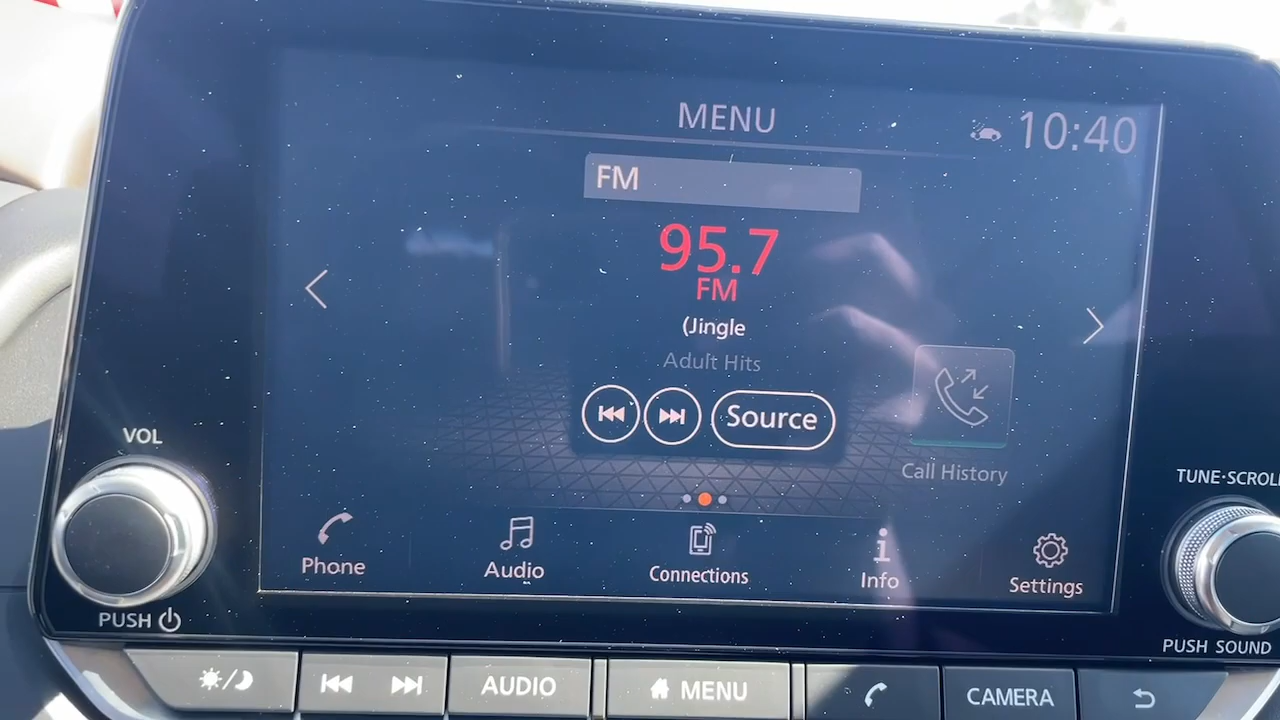 MENU
10:40
FM
95.7
FM
(Jingle
Adult Hits
Source
Call History
Phone
Audio
Connections
Info
Settings
VOL
PUSH
TUNE·SCROLL
PUSH SOUND
AUDIO
MENU
CAMERA